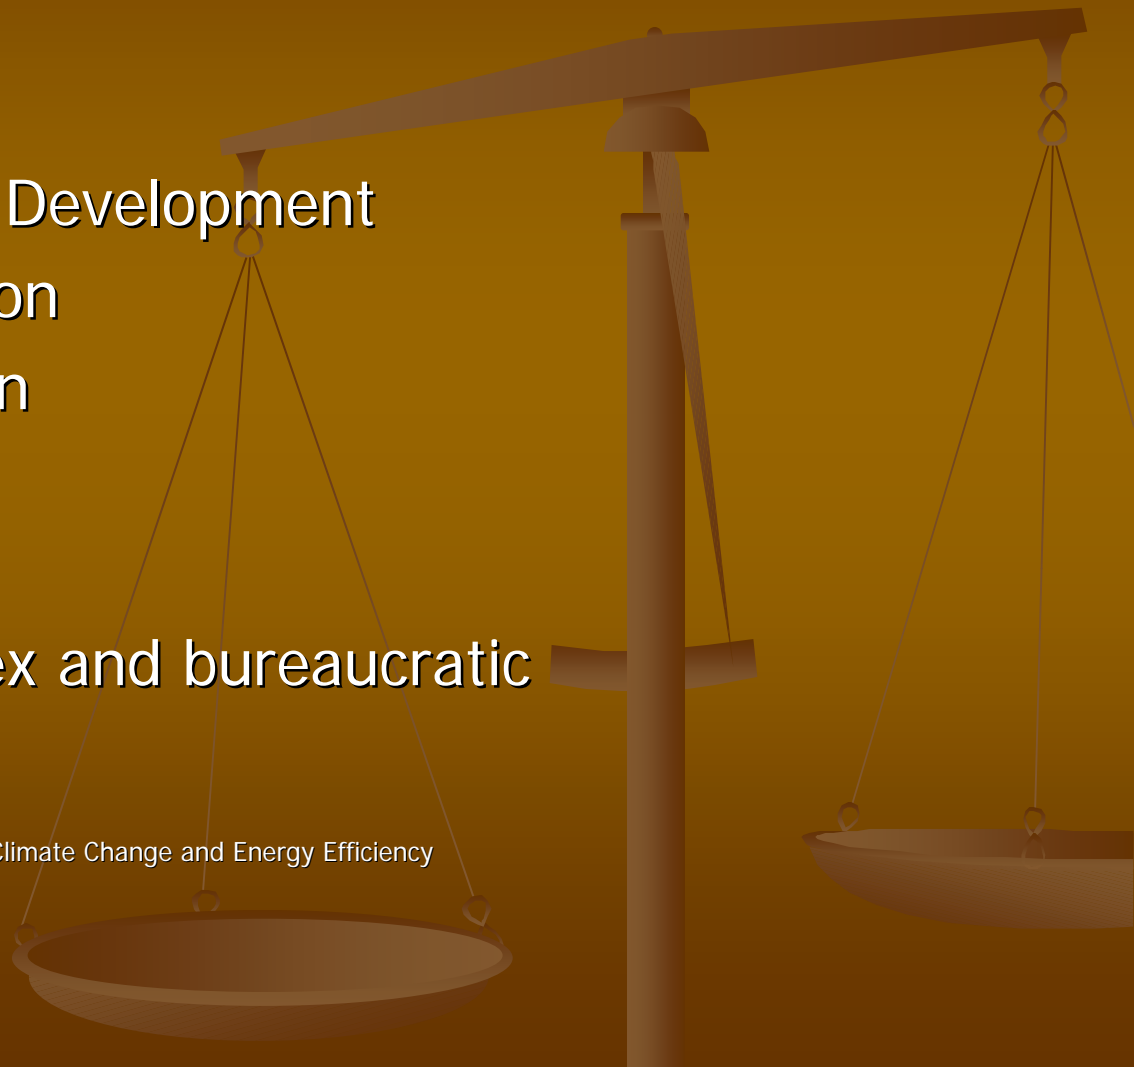 Development
on
n
ex and bureaucratic
Climate Change and Energy Efficiency